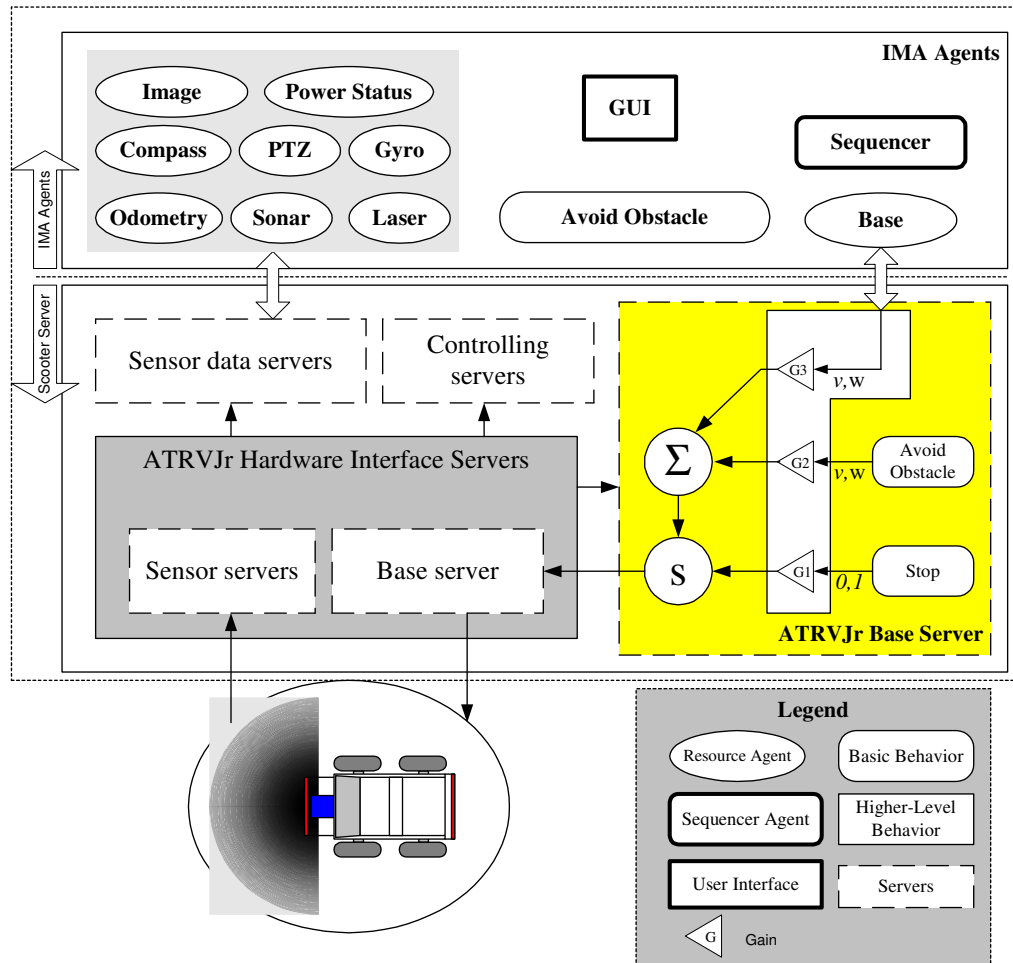 IMA Agents
Image
Power Status
GUI
Compass
PTZ
Gyro
Sequencer
Odometry
Sonar
Laser
Avoid Obstacle
Base
IMA Agents
Scooter Server
Sensor data servers
Controlling
servers
G3
v,w
ATRVJr Hardware Interface Servers
Σ
G2
v,w
Avoid
Obstacle
Sensor servers
Base server
S
G1
0,1
Stop
ATRVJr Base Server
Legend
Resource Agent
Basic Behavior
Sequencer Agent
Higher-Level
Behavior
User Interface
Servers
G
Gain